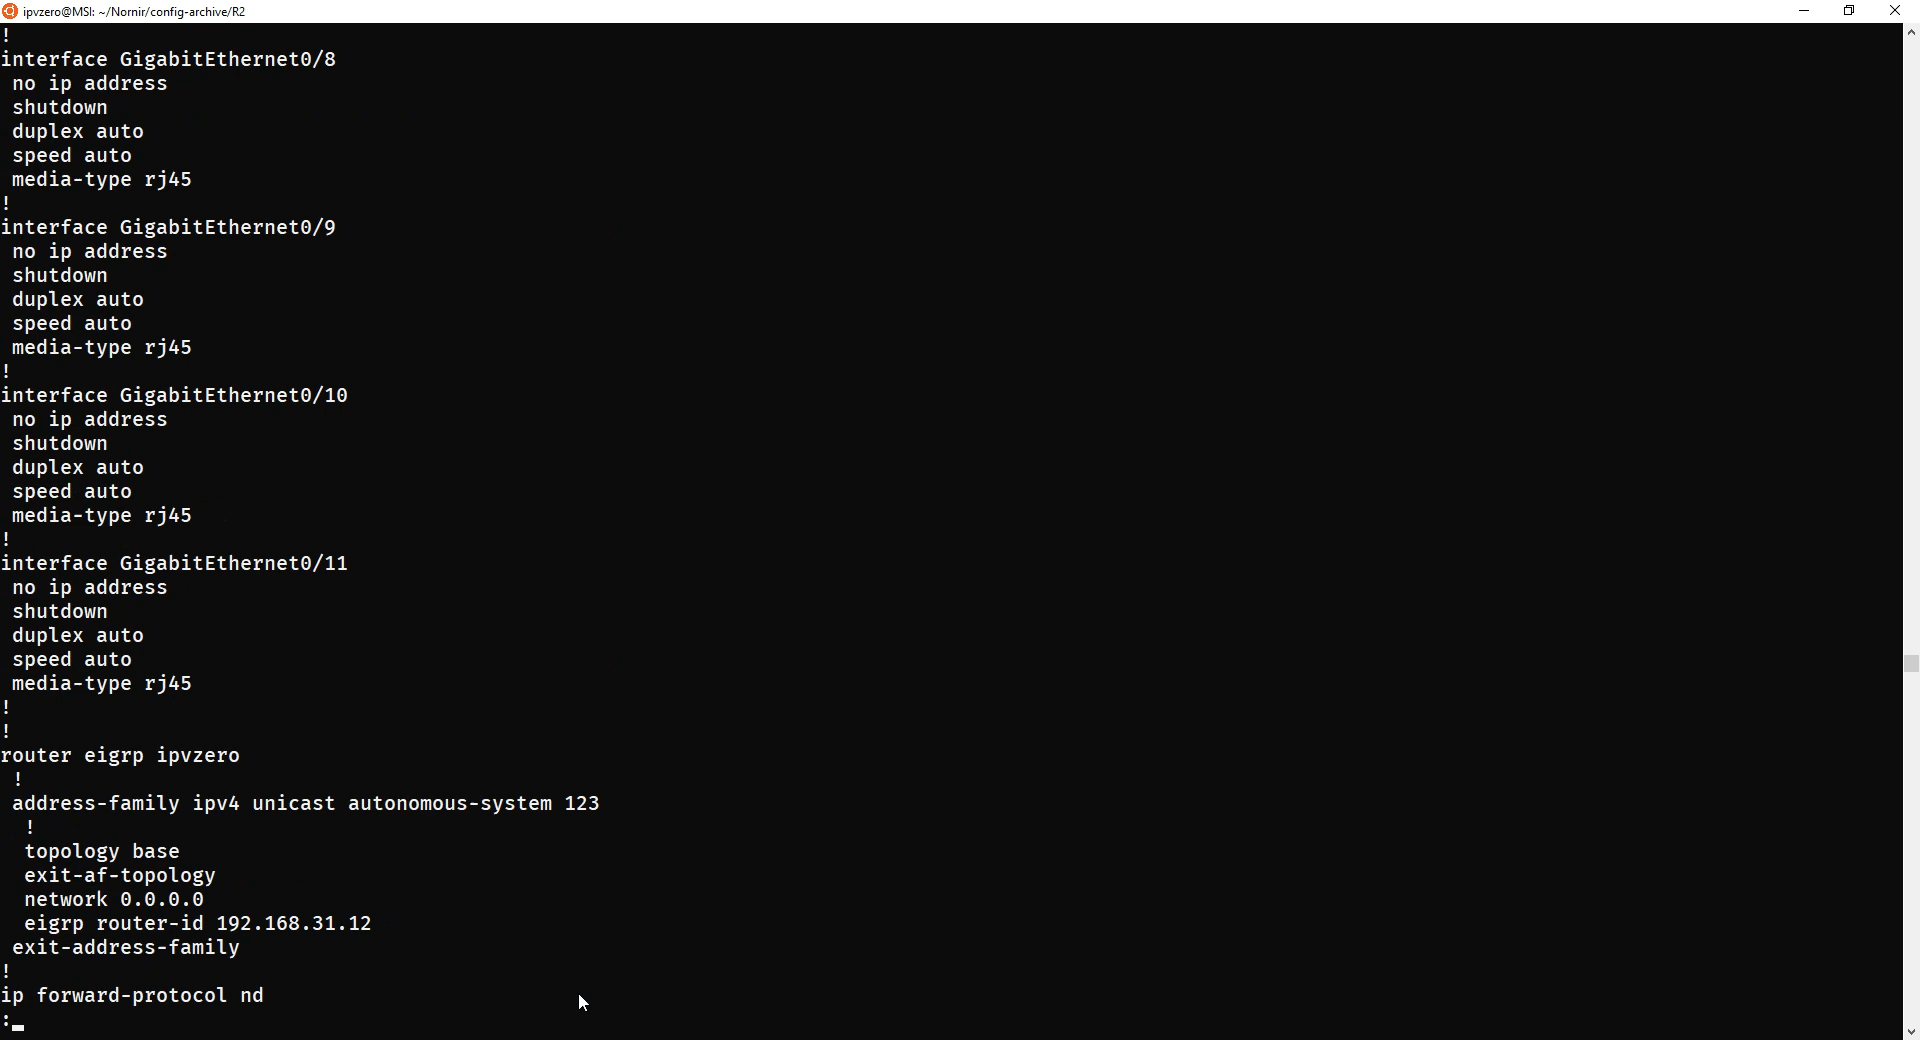 ipvzero@MSI: ~/Nornir/config-archive/R2
!
interface GigabitEthernet0/8
 no ip address
 shutdown
 duplex auto
 speed auto
 media-type rj45
!
interface GigabitEthernet0/9
 no ip address
 shutdown
 duplex auto
 speed auto
 media-type rj45
!
interface GigabitEthernet0/10
 no ip address
 shutdown
 duplex auto
 speed auto
 media-type rj45
!
interface GigabitEthernet0/11
 no ip address
 shutdown
 duplex auto
 speed auto
 media-type rj45
!
!
router eigrp ipvzero
 !
 address-family ipv4 unicast autonomous-system 123
  !
  topology base
  exit-af-topology
  network 0.0.0.0
  eigrp router-id 192.168.31.12
 exit-address-family
!
ip forward-protocol nd
: